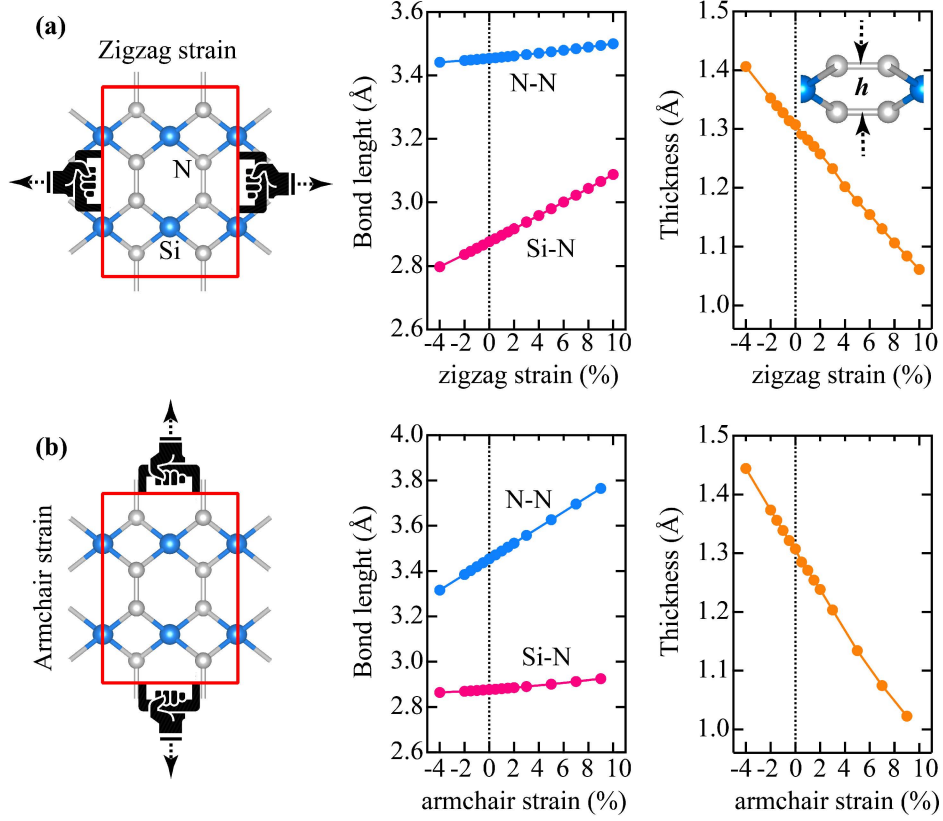 (a)
Zigzag strain
N
Si
3.6
3.4
3.2
3.0
2.8
2.6
Bond lenght (Å)
N-N
Si-N
-4 -2 0 2 4 6 8 10
zigzag strain (%)
1.5
1.4
1.3
1.2
1.1
1.0
Thickness (Å)
h
-4 -2 0 2 4 6 8 10
zigzag strain (%)
(b)
Armchair strain
4.0
3.8
3.6
3.4
3.2
3.0
2.8
2.6
Bond lenght (Å)
N-N
Si-N
-4 -2 0 2 4 6 8 10
armchair strain (%)
1.5
1.4
1.3
1.2
1.1
1.0
Thickness (Å)
-4 -2 0 2 4 6 8 10
armchair strain (%)